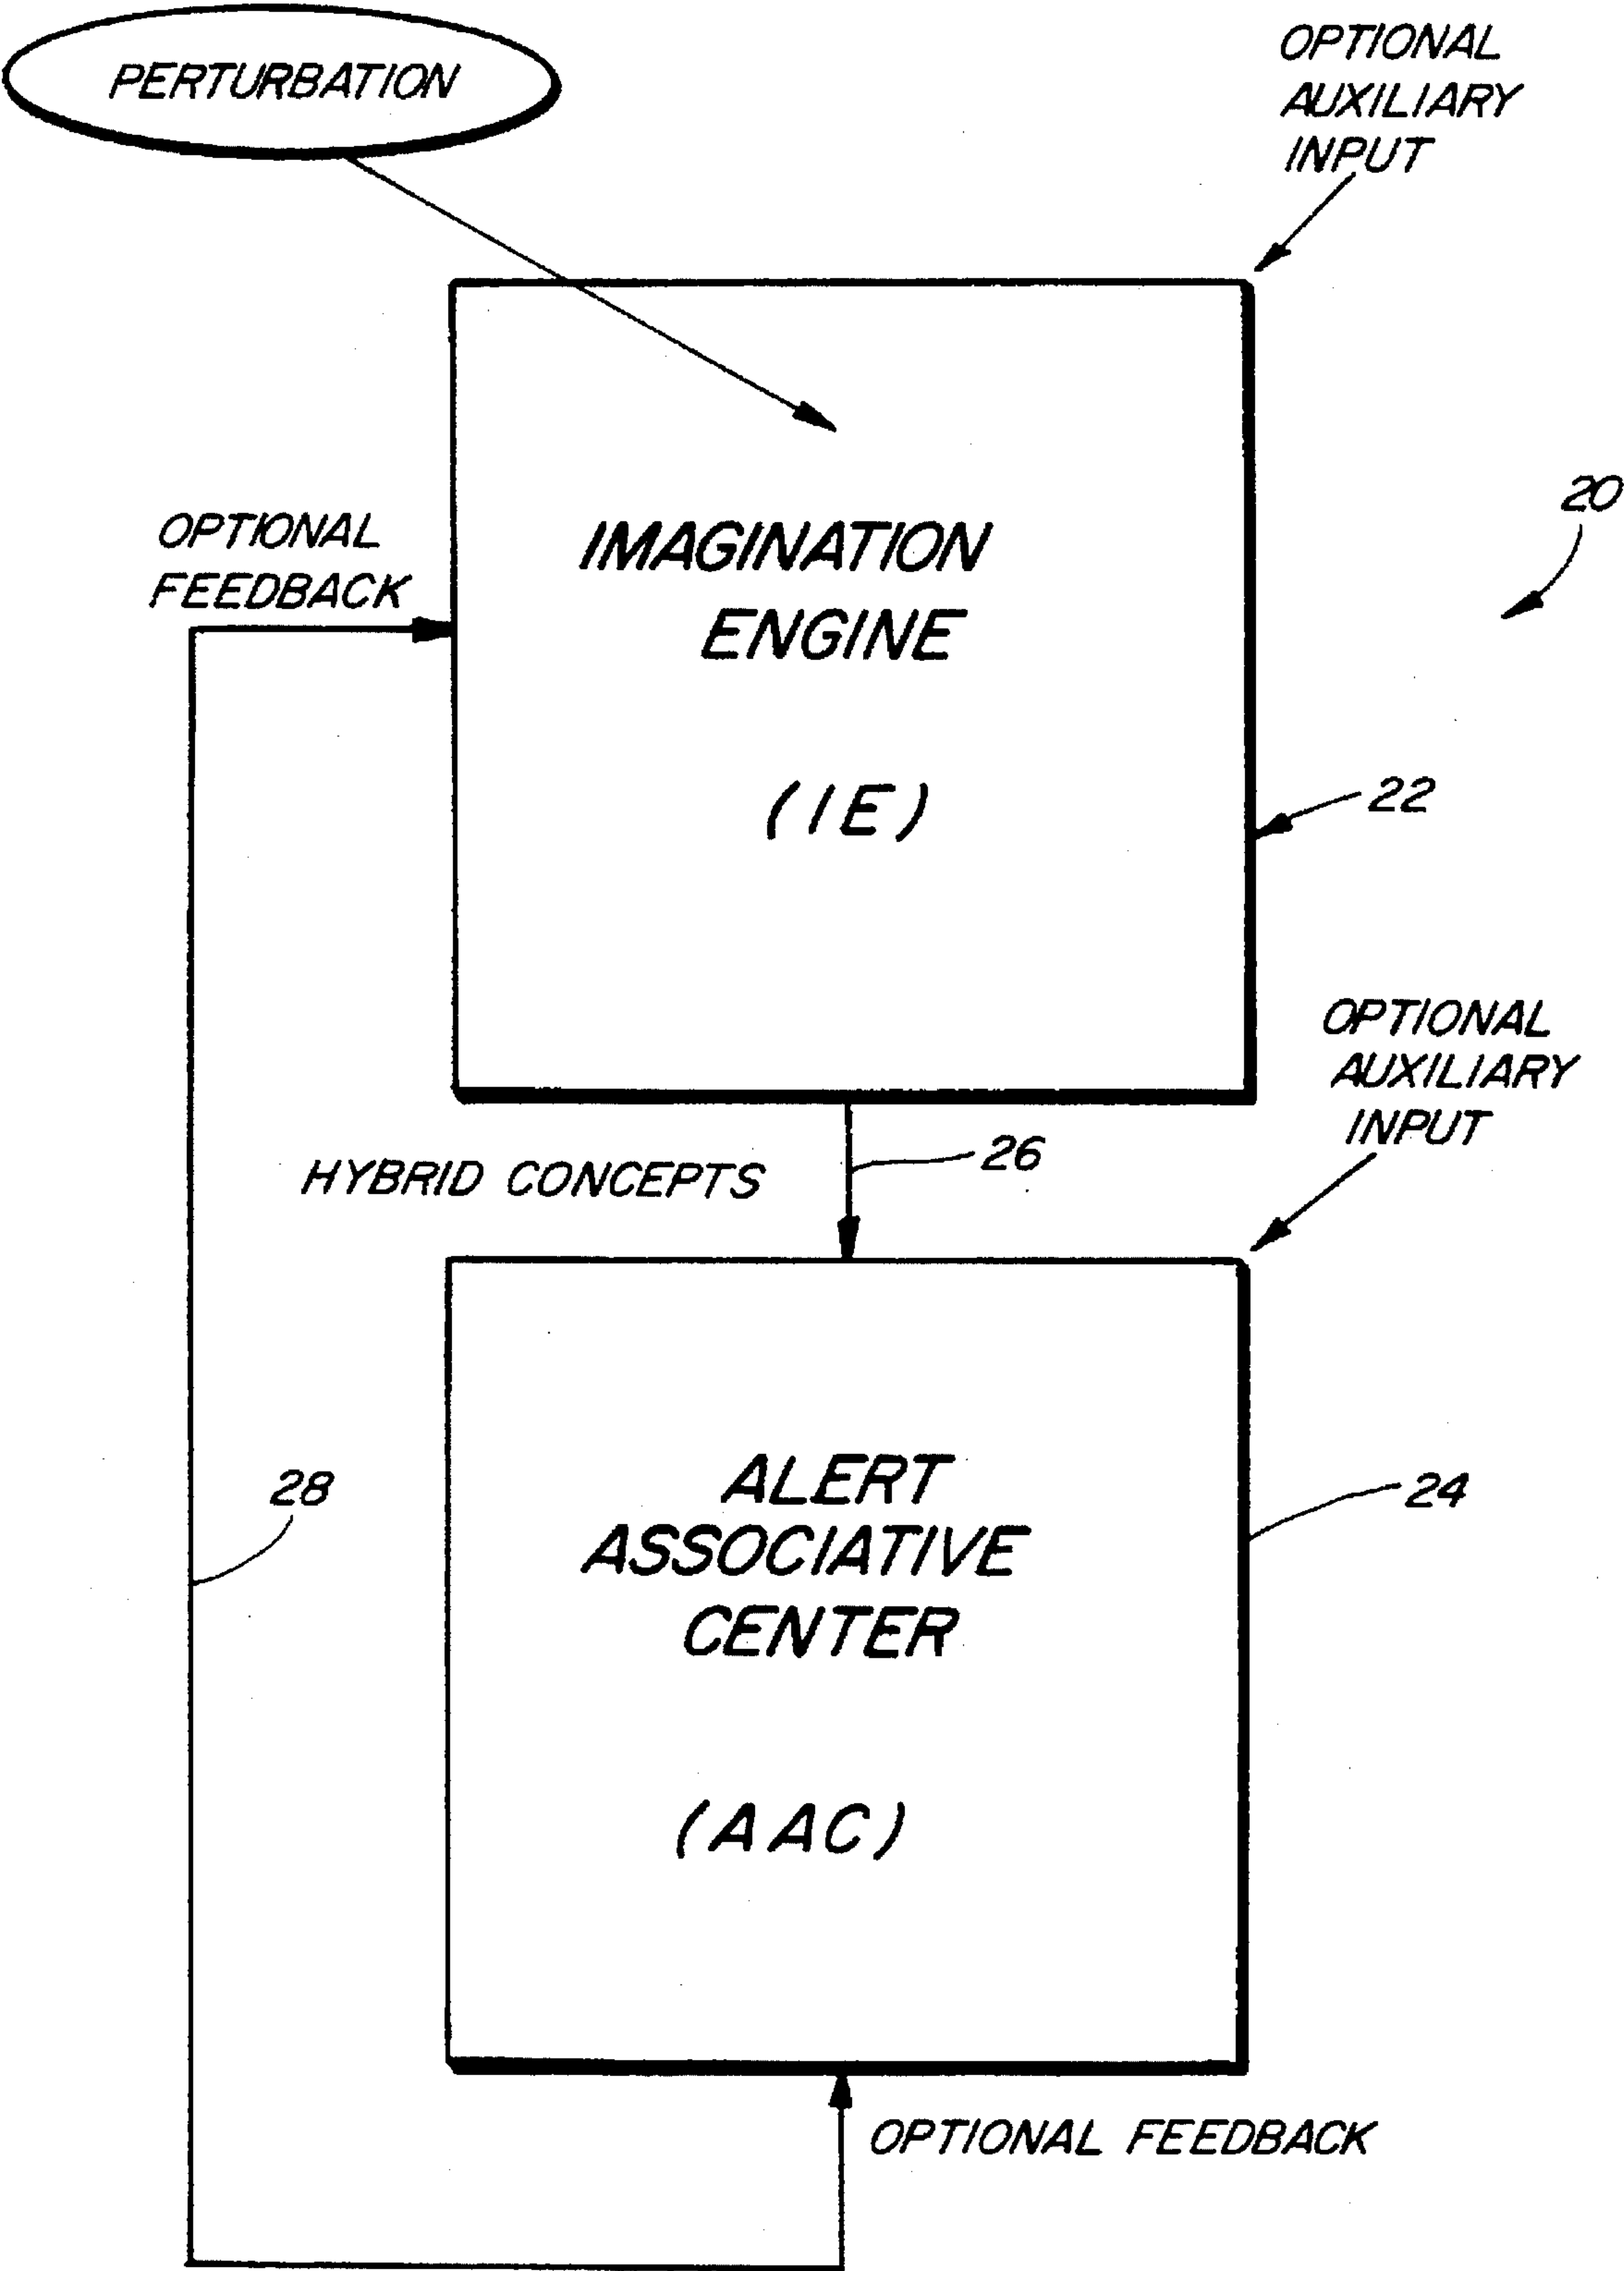 PERTURBATION
OPTIONAL
AUXILIARY
INPUT
20
OPTIONAL
FEEDBACK
IMAGINATION
ENGINE
(IE)
22
OPTIONAL
AUXILIARY
INPUT
26
HYBRID CONCEPTS
ALERT
ASSOCIATIVE
CENTER
(AAC)
24
28
OPTIONAL FEEDBACK